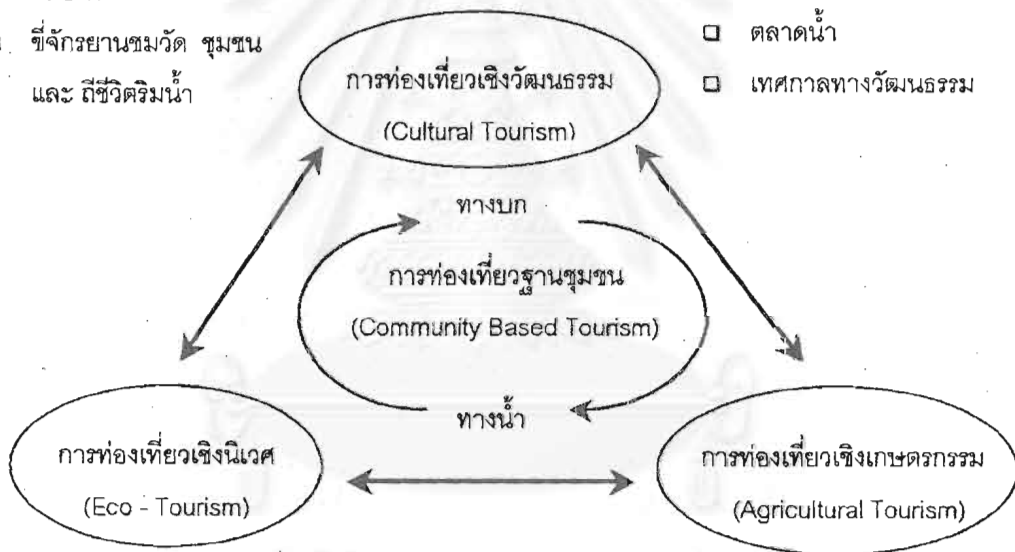 ขี่จักรยานชมวัด ชุมชน
และ ถีชีวิตริมน้ำ
ตลาดน้ำ
เทศกาลทางวัฒนธรรม
การท่องเที่ยวเชิงวัฒนธรรม
(Cultural Tourism)
ทางบก
การท่องเที่ยวฐานชุมชน
(Community Based Tourism)
ทางน้ำ
การท่องเที่ยวเชิงนิเวศ
(Eco - Tourism)
การท่องเที่ยวเชิงเกษตรกรรม
(Agricultural Tourism)